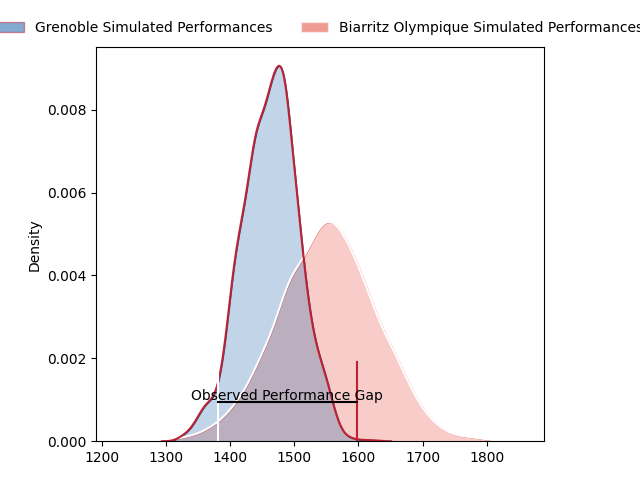 Grenoble Simulated Performances
Biarritz Olympique Simulated Performances
0.008
0.006
0.004
0.002
0.000
Density
Observed Performance Gap
1200 1300 1400 1500 1600 1700 1800